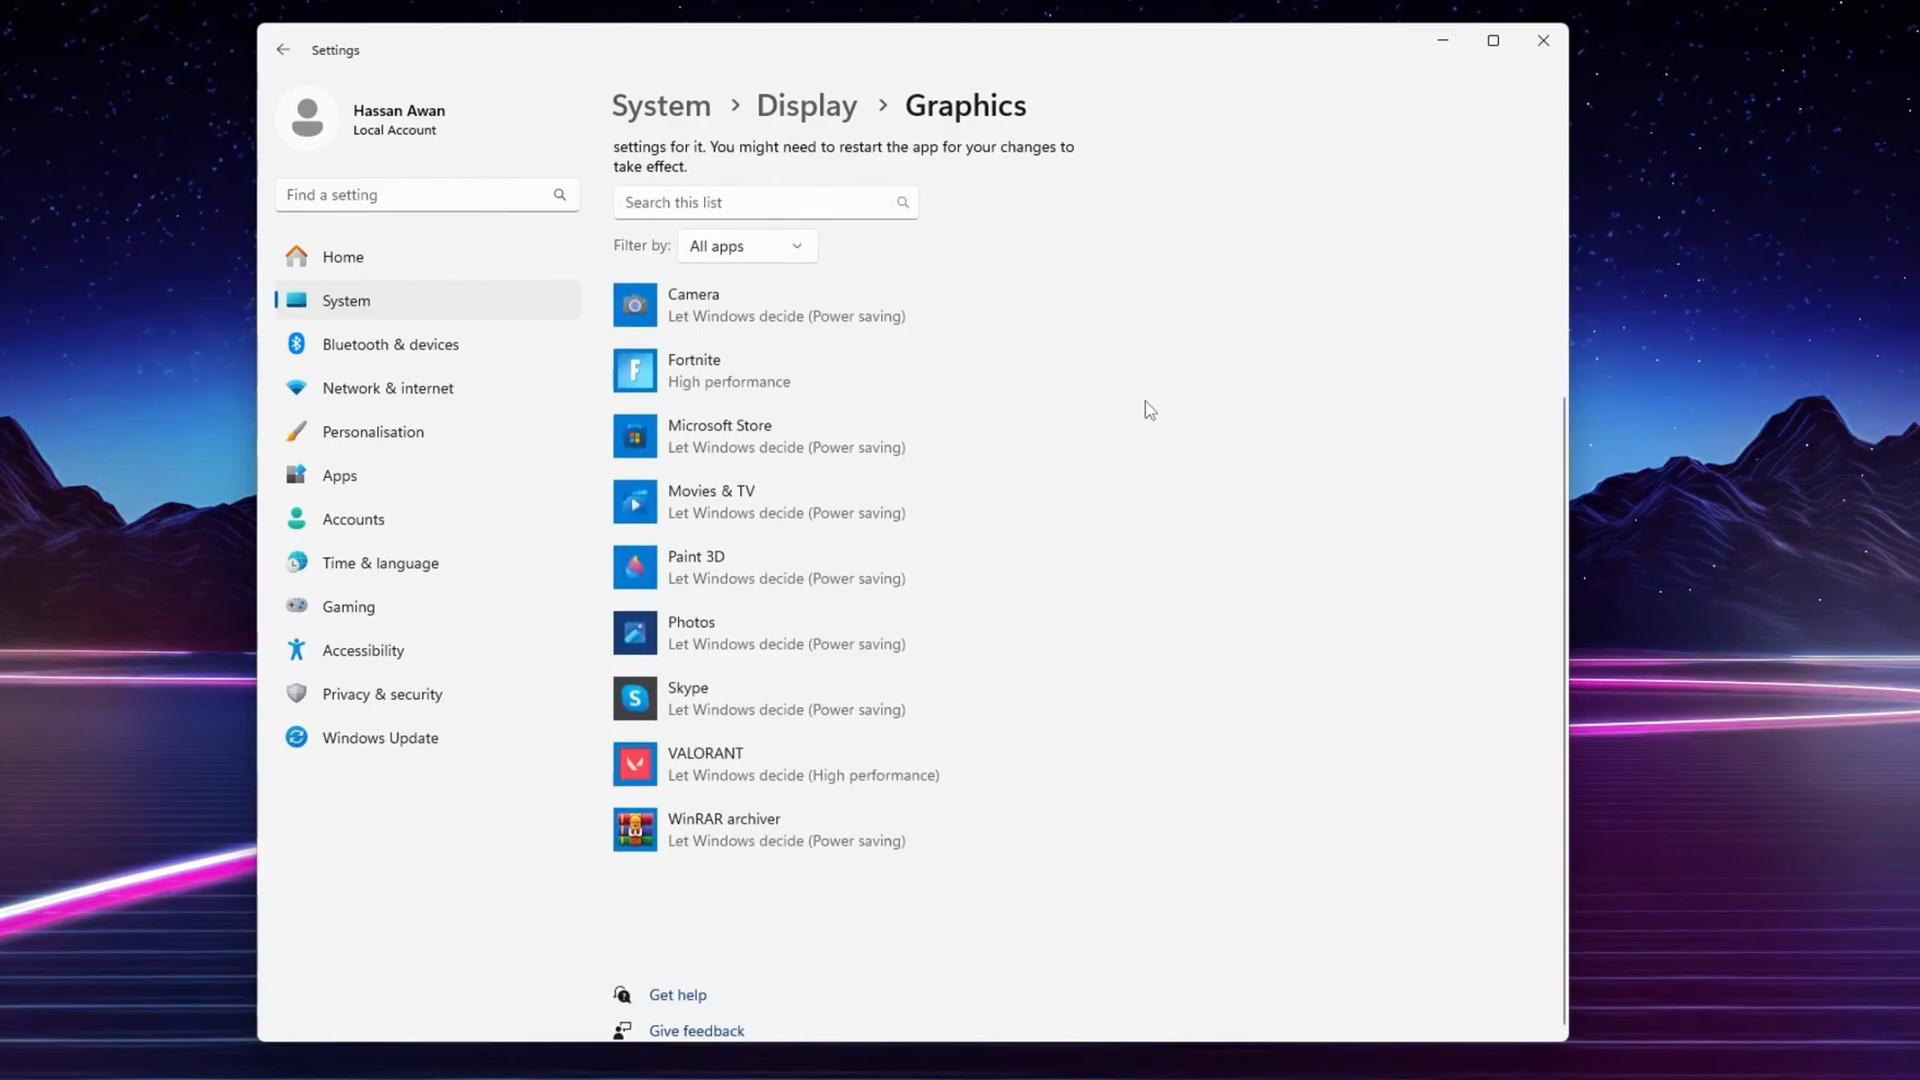 Settings
Hassan Awan
Local Account
Find a setting
Home
System
Bluetooth & devices
Network & internet
Personalisation
Apps
Accounts
Time & language
Gaming
Accessibility
Privacy & security
Windows Update
System > Display > Graphics
settings for it. You might need to restart the app for your changes to
take effect.
Search this list
Filter by: All apps
Camera
Let Windows decide (Power saving)
Fortnite
High performance
Microsoft Store
Let Windows decide (Power saving)
Movies & TV
Let Windows decide (Power saving)
Paint 3D
Let Windows decide (Power saving)
Photos
Let Windows decide (Power saving)
Skype
Let Windows decide (Power saving)
VALORANT
Let Windows decide (High performance)
WinRAR archiver
Let Windows decide (Power saving)
Get help
Give feedback